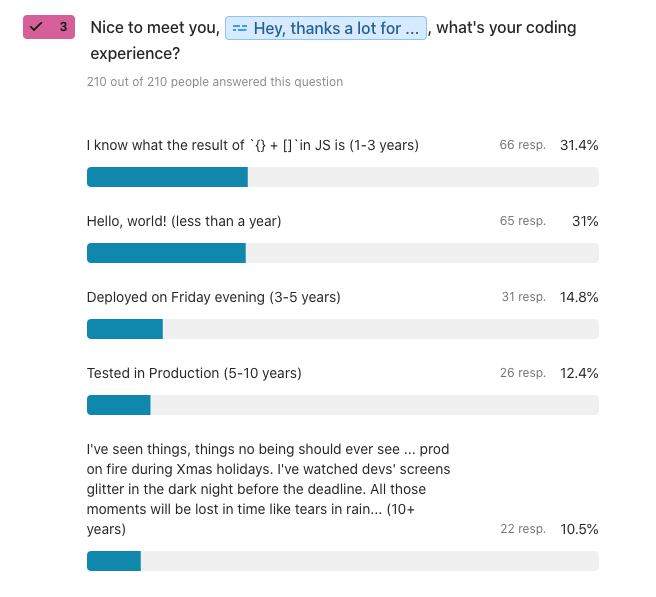 3 Nice to meet you, Hey, thanks a lot for ... , what's your coding
experience?
210 out of 210 people answered this question
I know what the result of `{} + []`in JS is (1-3 years) 66 resp. 31.4%
Hello, world! (less than a year) 65 resp. 31%
Deployed on Friday evening (3-5 years) 31 resp. 14.8%
Tested in Production (5-10 years) 26 resp. 12.4%
I've seen things, things no being should ever see ... prod
on fire during Xmas holidays. I've watched devs' screens
glitter in the dark night before the deadline. All those
moments will be lost in time like tears in rain... (10+
years) 22 resp. 10.5%